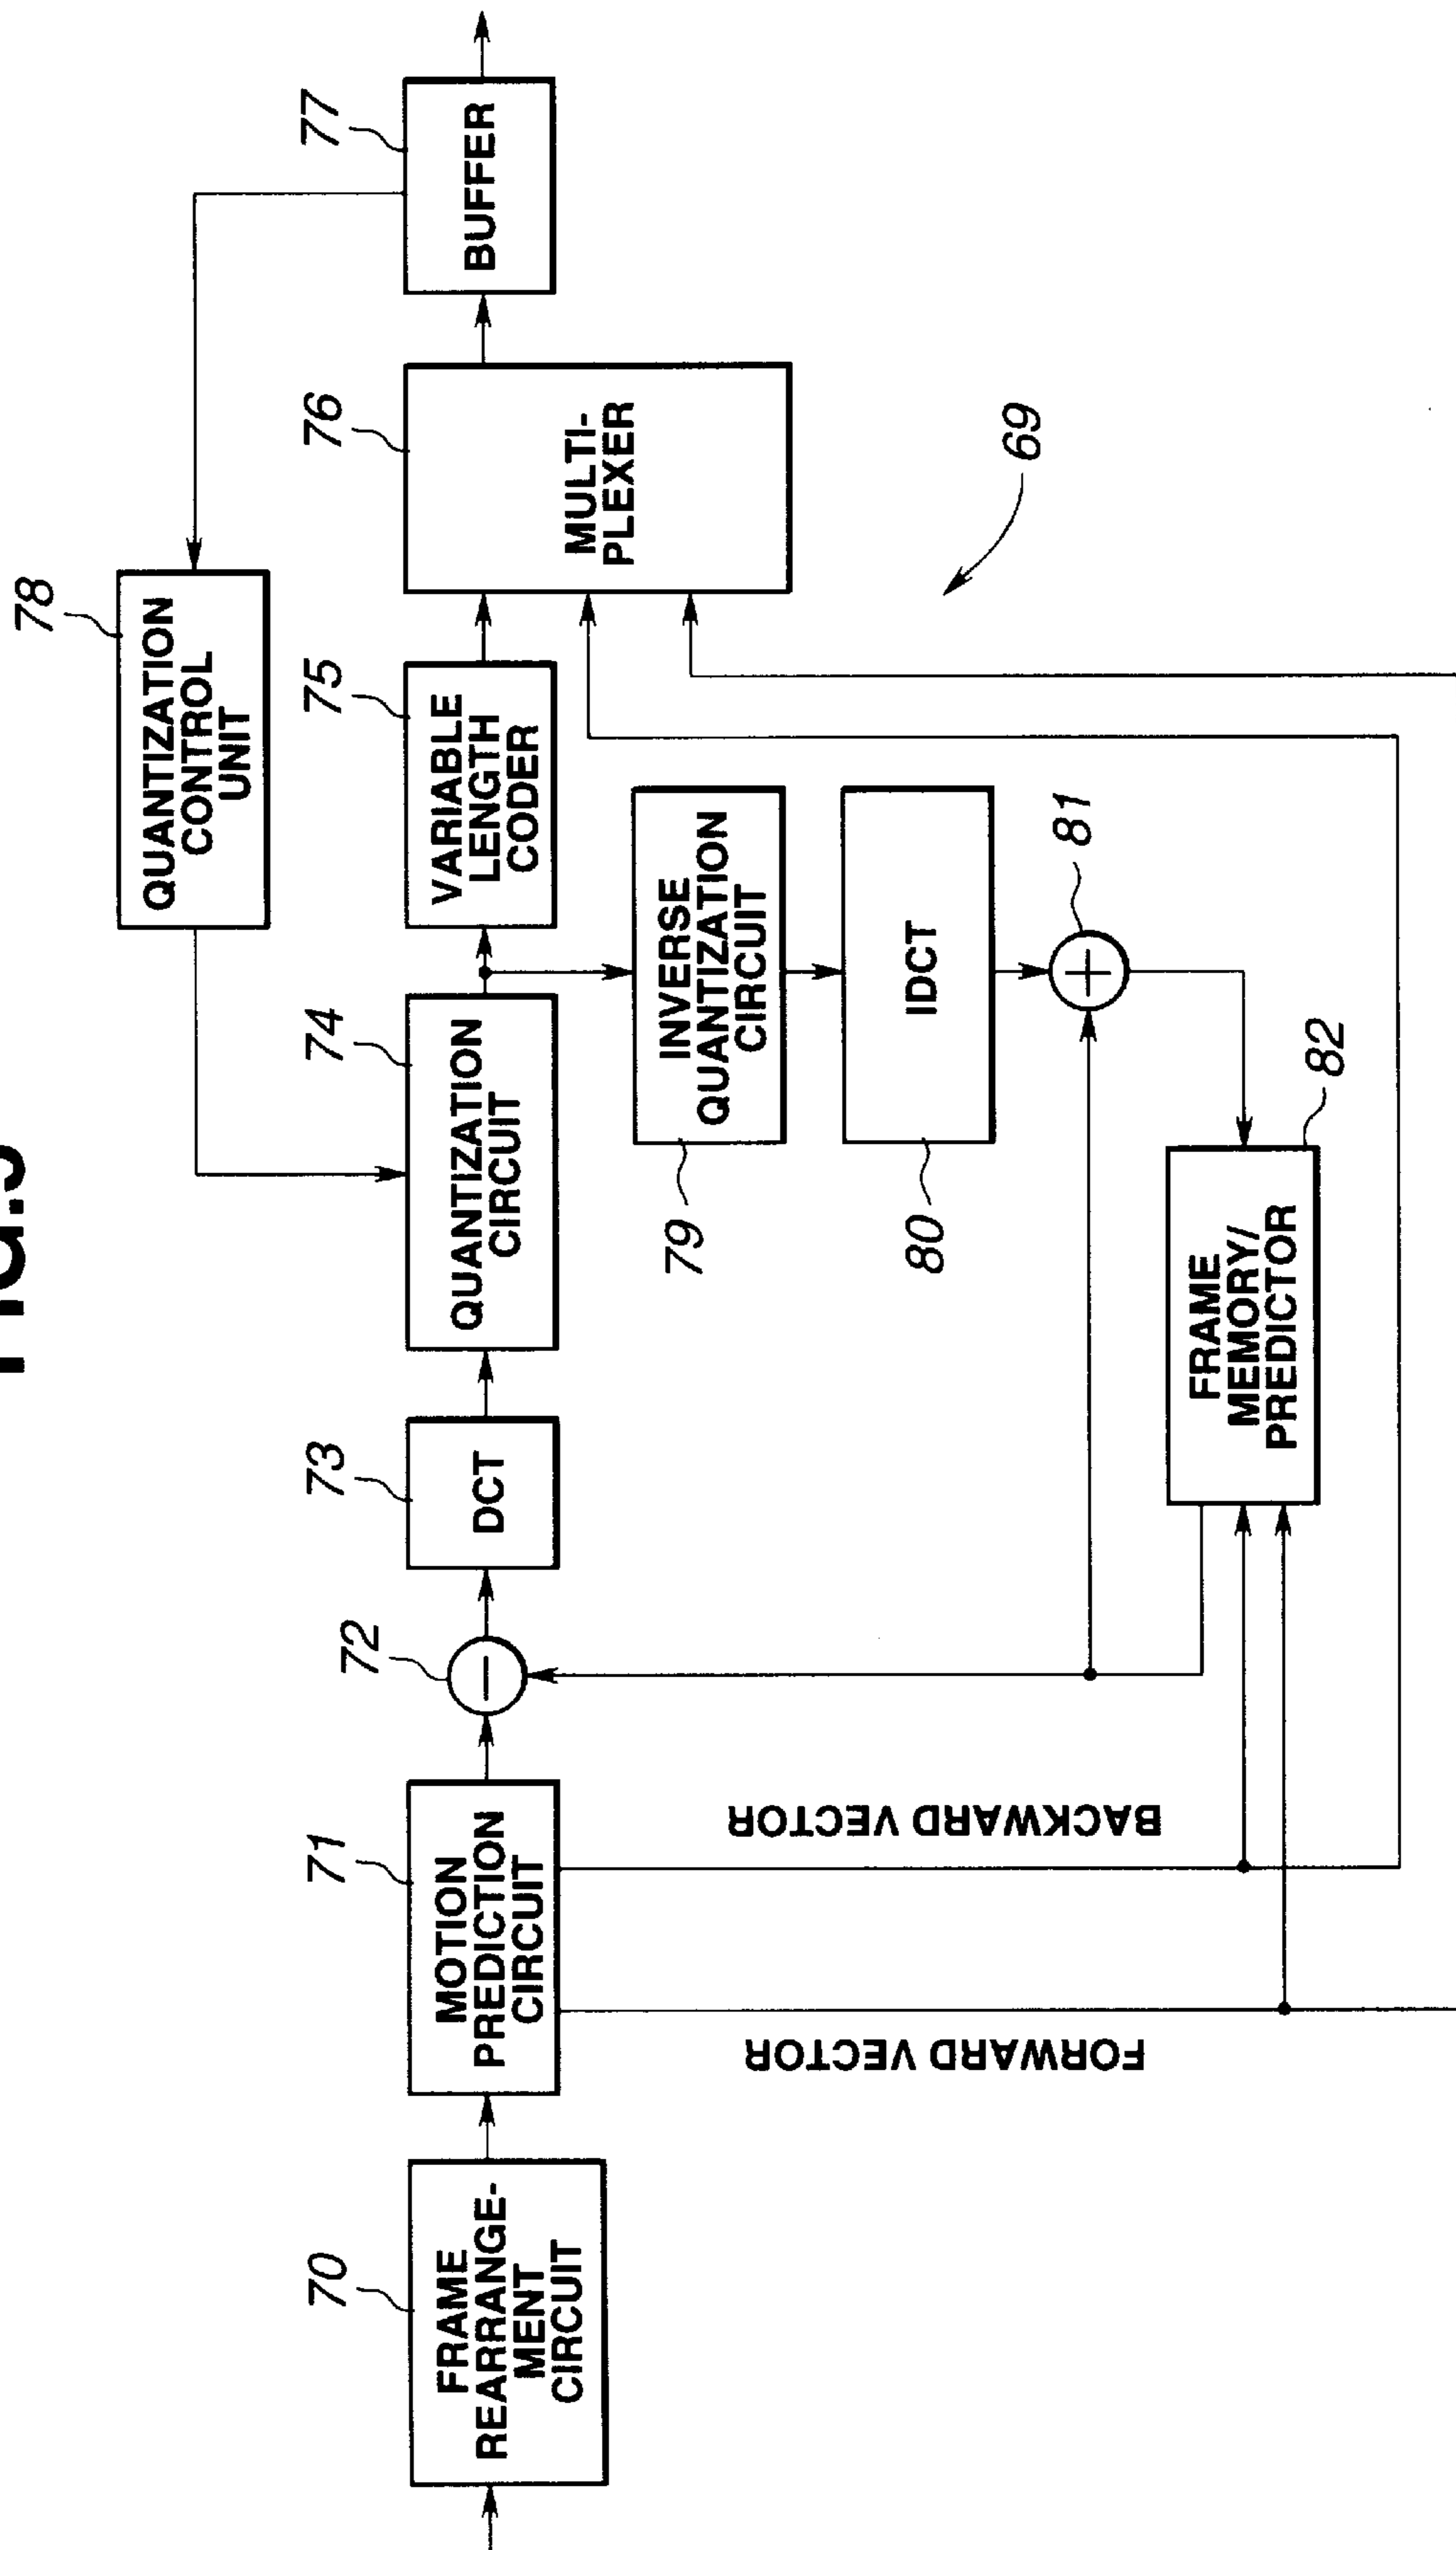 78
QUANTIZATION
CONTROL
UNIT
70
FRAME
REARRANGE-
MENT
CIRCUIT
71
MOTION
PREDICTION
CIRCUIT
72
73
DCT
74
QUANTIZATION
CIRCUIT
75
VARIABLE
LENGTH
CODER
76
MULTI-
PLEXER
77
BUFFER
79
INVERSE
QUANTIZATION
CIRCUIT
80
IDCT
81
69
FORWARD VECTOR
BACKWARD VECTOR
FRAME
MEMORY/
PREDICTOR
82